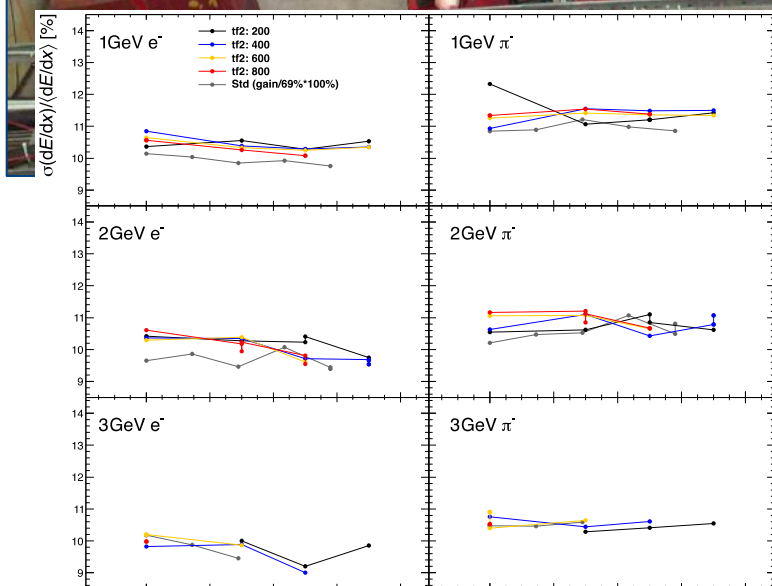 σ(dE/dx)/⟨dE/dx⟩ [%]
14
13
12
11
10
9
1GeV e⁻
tf2: 200
tf2: 400
tf2: 600
tf2: 800
Std (gain/69%*100%)
1GeV π⁻
14
13
12
11
10
9
2GeV e⁻
2GeV π⁻
14
13
12
11
10
9
3GeV e⁻
3GeV π⁻